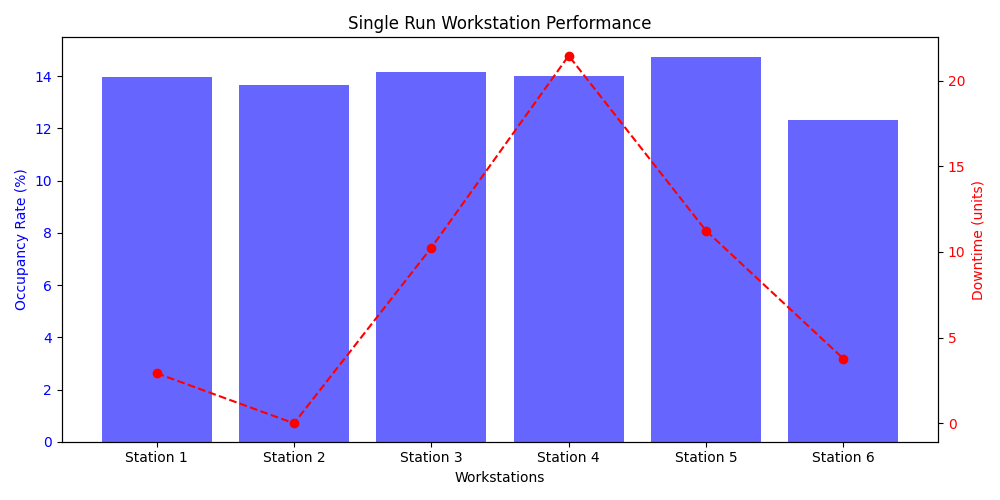 Single Run Workstation Performance
14
12
10
8
6
4
2
0
Occupancy Rate (%)
20
15
10
5
0
Downtime (units)
Station 1 Station 2 Station 3 Station 4 Station 5 Station 6
Workstations